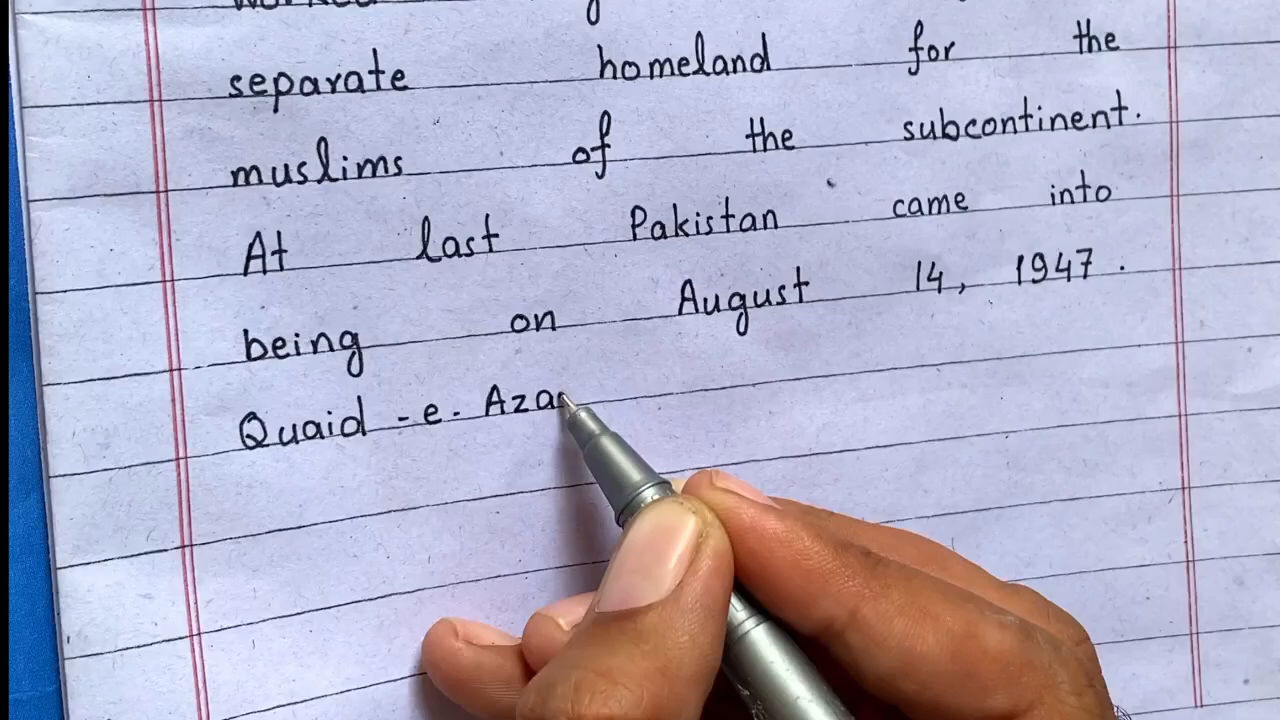 separate homeland for the
muslims of the subcontinent.
At last Pakistan came into
being on August 14, 1947.
Quaid -e. Aza